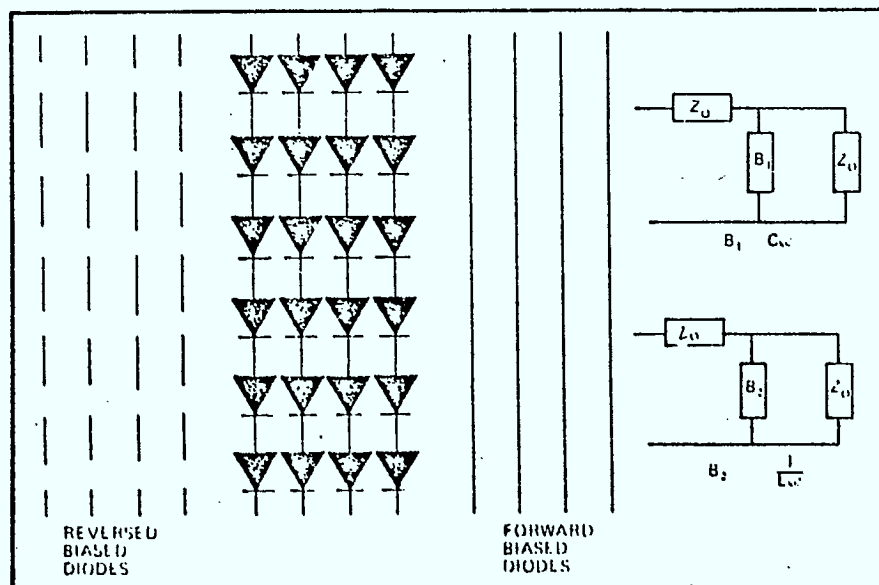 REVERSED
BIASED
DIODES
FORWARD
BIASED
DIODES
Z₀
B₁
Z₀
B₁ Cω
Z₀
B₂
Z₀
B₂ 1/Lω